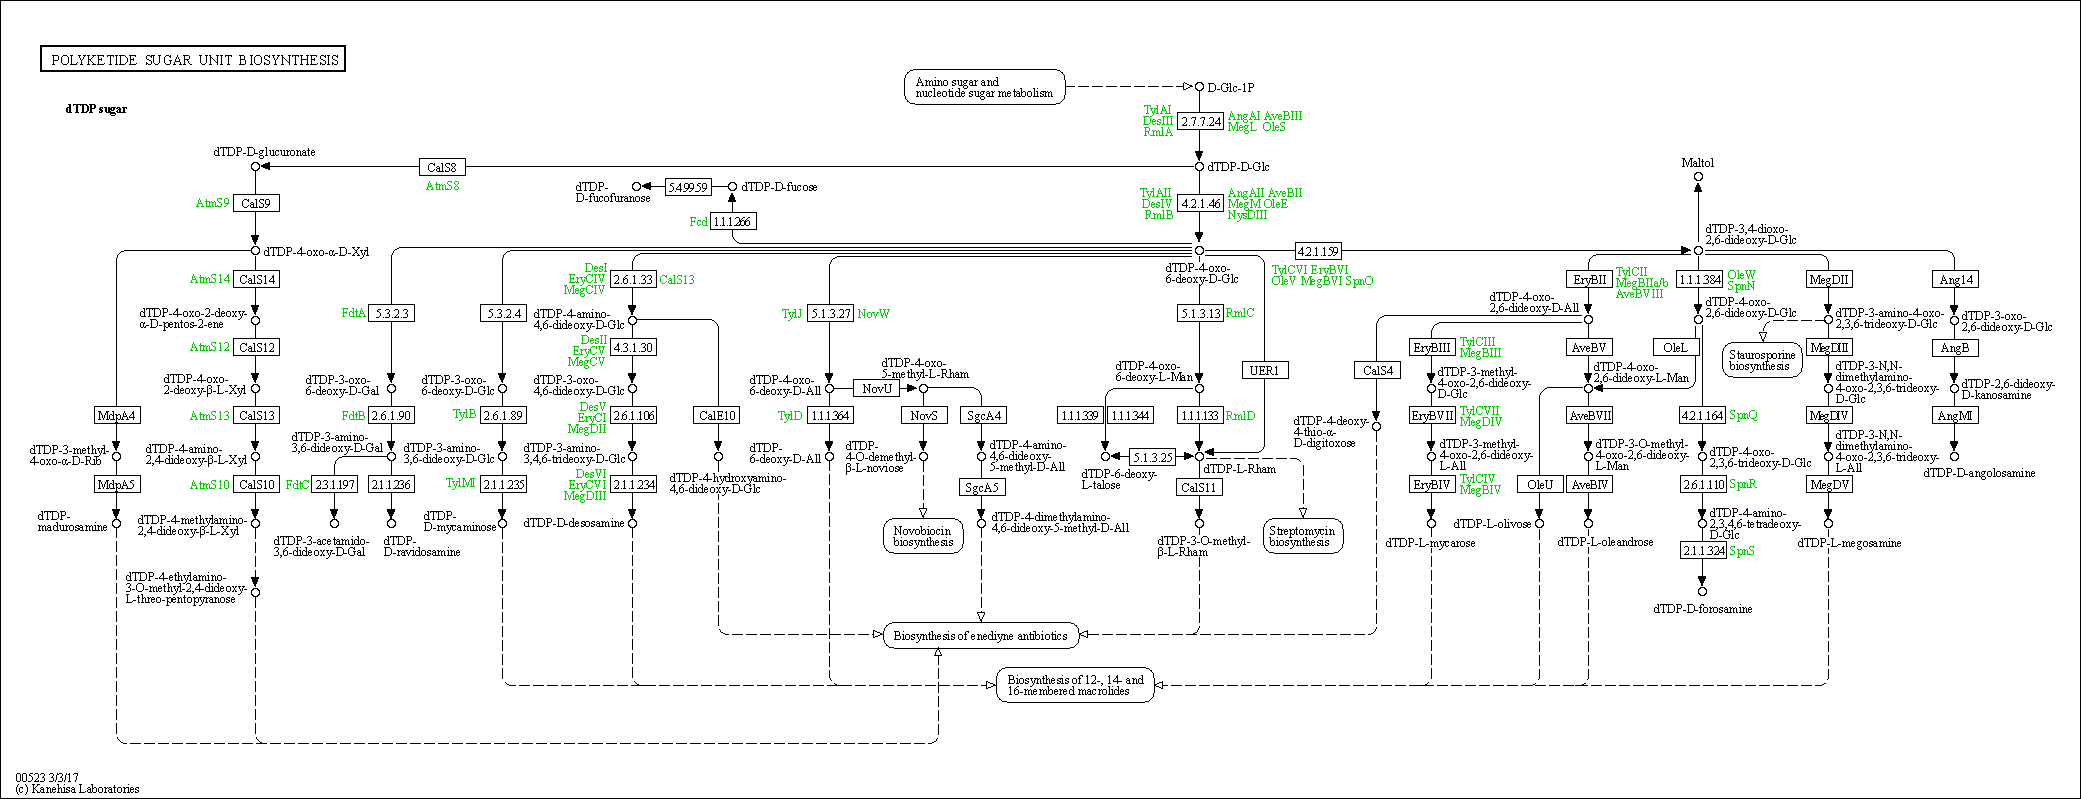 POLYKETIDE SUGAR UNIT BIOSYNTHESIS
dTDP sugar
Amino sugar and
nucleotide sugar metabolism
D-Glc-1P
TylAI
DesIII
RmlA
2.7.7.24
AngAI AveBIII
MegL OleS
dTDP-D-glucuronate
CalS8
AtmS8
dTDP-D-Glc
dTDP-
D-fucofuranose
5.4.99.59
dTDP-D-fucose
Fcd
1.1.1.266
TylAII
DesIV
RmlB
4.2.1.46
AngAII AveBII
MegM OleE
NysDIII
Maltol
AtmS9
CalS9
dTDP-4-oxo-α-D-Xyl
dTDP-4-oxo-
6-deoxy-D-Glc
4.2.1.159
TylCVI EryBVI
OleV MegBVI SpnO
dTDP-3,4-dioxo-
2,6-dideoxy-D-Glc
AtmS14
CalS14
FdtA
5.3.2.3
5.3.2.4
DesI
EryCIV
MegCIV
2.6.1.33
CalS13
TylJ
5.1.3.27
NovW
5.1.3.13
RmlC
EryBII
TylCII
MegBIIa/b
AveBVIII
1.1.1.384
OleW
SpnN
MegDII
Ang14
dTDP-4-oxo-2-deoxy-
α-D-pentos-2-ene
dTDP-4-amino-
4,6-dideoxy-D-Glc
dTDP-4-oxo-
2,6-dideoxy-D-All
dTDP-4-oxo-
2,6-dideoxy-D-Glc
dTDP-3-amino-4-oxo-
2,3,6-trideoxy-D-Glc
dTDP-3-oxo-
2,6-dideoxy-D-Glc
AtmS12
CalS12
DesII
EryCV
MegCV
4.3.1.30
UER1
CalS4
EryBIII
TylCIII
MegBIII
AveBV
OleL
Staurosporine
biosynthesis
MegDIII
AngB
dTDP-4-oxo-
2-deoxy-β-L-Xyl
dTDP-3-oxo-
6-deoxy-D-Gal
dTDP-3-oxo-
6-deoxy-D-Glc
dTDP-3-oxo-
4,6-dideoxy-D-Glc
dTDP-4-oxo-
6-deoxy-D-All
NovU
dTDP-4-oxo-
5-methyl-L-Rham
dTDP-4-oxo-
6-deoxy-L-Man
dTDP-3-methyl-
4-oxo-2,6-dideoxy-
D-Glc
dTDP-4-oxo-
2,6-dideoxy-L-Man
dTDP-3-N,N-
dimethylamino-
4-oxo-2,3,6-trideoxy-
D-Glc
dTDP-2,6-dideoxy-
D-kanosamine
MdpA4
AtmS13
CalS13
FdtB
2.6.1.90
TylB
2.6.1.89
DesV
EryCI
MegDII
2.6.1.106
CalE10
TylD
1.1.1.364
NovS
SgcA4
1.1.1.339
1.1.1.344
1.1.1.133
RmlD
dTDP-4-deoxy-
4-thio-α-
D-digitoxose
EryBVII
TylCVII
MegDIV
AveBVII
4.2.1.164
SpnQ
MegDIV
AngMI
dTDP-3-methyl-
4-oxo-α-D-Rib
dTDP-4-amino-
2,4-dideoxy-β-L-Xyl
dTDP-3-amino-
3,6-dideoxy-D-Gal
dTDP-3-amino-
3,6-dideoxy-D-Glc
dTDP-3-amino-
3,4,6-trideoxy-D-Glc
dTDP-4-hydroxyamino-
4,6-dideoxy-D-Glc
dTDP-
6-deoxy-D-All
dTDP-
4-O-demethyl-
β-L-noviose
dTDP-4-amino-
4,6-dideoxy-
5-methyl-D-All
dTDP-6-deoxy-
L-talose
5.1.3.25
dTDP-L-Rham
dTDP-3-methyl-
4-oxo-2,6-dideoxy-
L-All
dTDP-3-O-methyl-
4-oxo-2,6-dideoxy-
L-Man
dTDP-4-oxo-
2,3,6-trideoxy-D-Glc
dTDP-3-N,N-
dimethylamino-
4-oxo-2,3,6-trideoxy-
L-All
dTDP-D-angolosamine
MdpA5
AtmS10
CalS10
FdtC
2.3.1.197
2.1.1.236
TylMI
2.1.1.235
DesVI
EryCVI
MegDIII
2.1.1.234
SgcA5
CalS11
EryBIV
TylCIV
MegBIV
OleU
AveBIV
2.6.1.110
SpnR
MegDV
dTDP-
madurosamine
dTDP-4-methylamino-
2,4-dideoxy-β-L-Xyl
dTDP-3-acetamido-
3,6-dideoxy-D-Gal
dTDP-
D-ravidosamine
dTDP-
D-mycaminose
dTDP-D-desosamine
Novobiocin
biosynthesis
dTDP-4-dimethylamino-
4,6-dideoxy-5-methyl-D-All
dTDP-3-O-methyl-
β-L-Rham
Streptomycin
biosynthesis
dTDP-L-mycarose
dTDP-L-olivose
dTDP-L-oleandrose
dTDP-4-amino-
2,3,4,6-tetradeoxy-
D-Glc
dTDP-L-megosamine
2.1.1.324
SpnS
dTDP-4-ethylamino-
3-O-methyl-2,4-dideoxy-
L-threo-pentopyranose
dTDP-D-forosamine
Biosynthesis of enediyne antibiotics
Biosynthesis of 12-, 14- and
16-membered macrolides
00523 3/3/17
(c) Kanehisa Laboratories